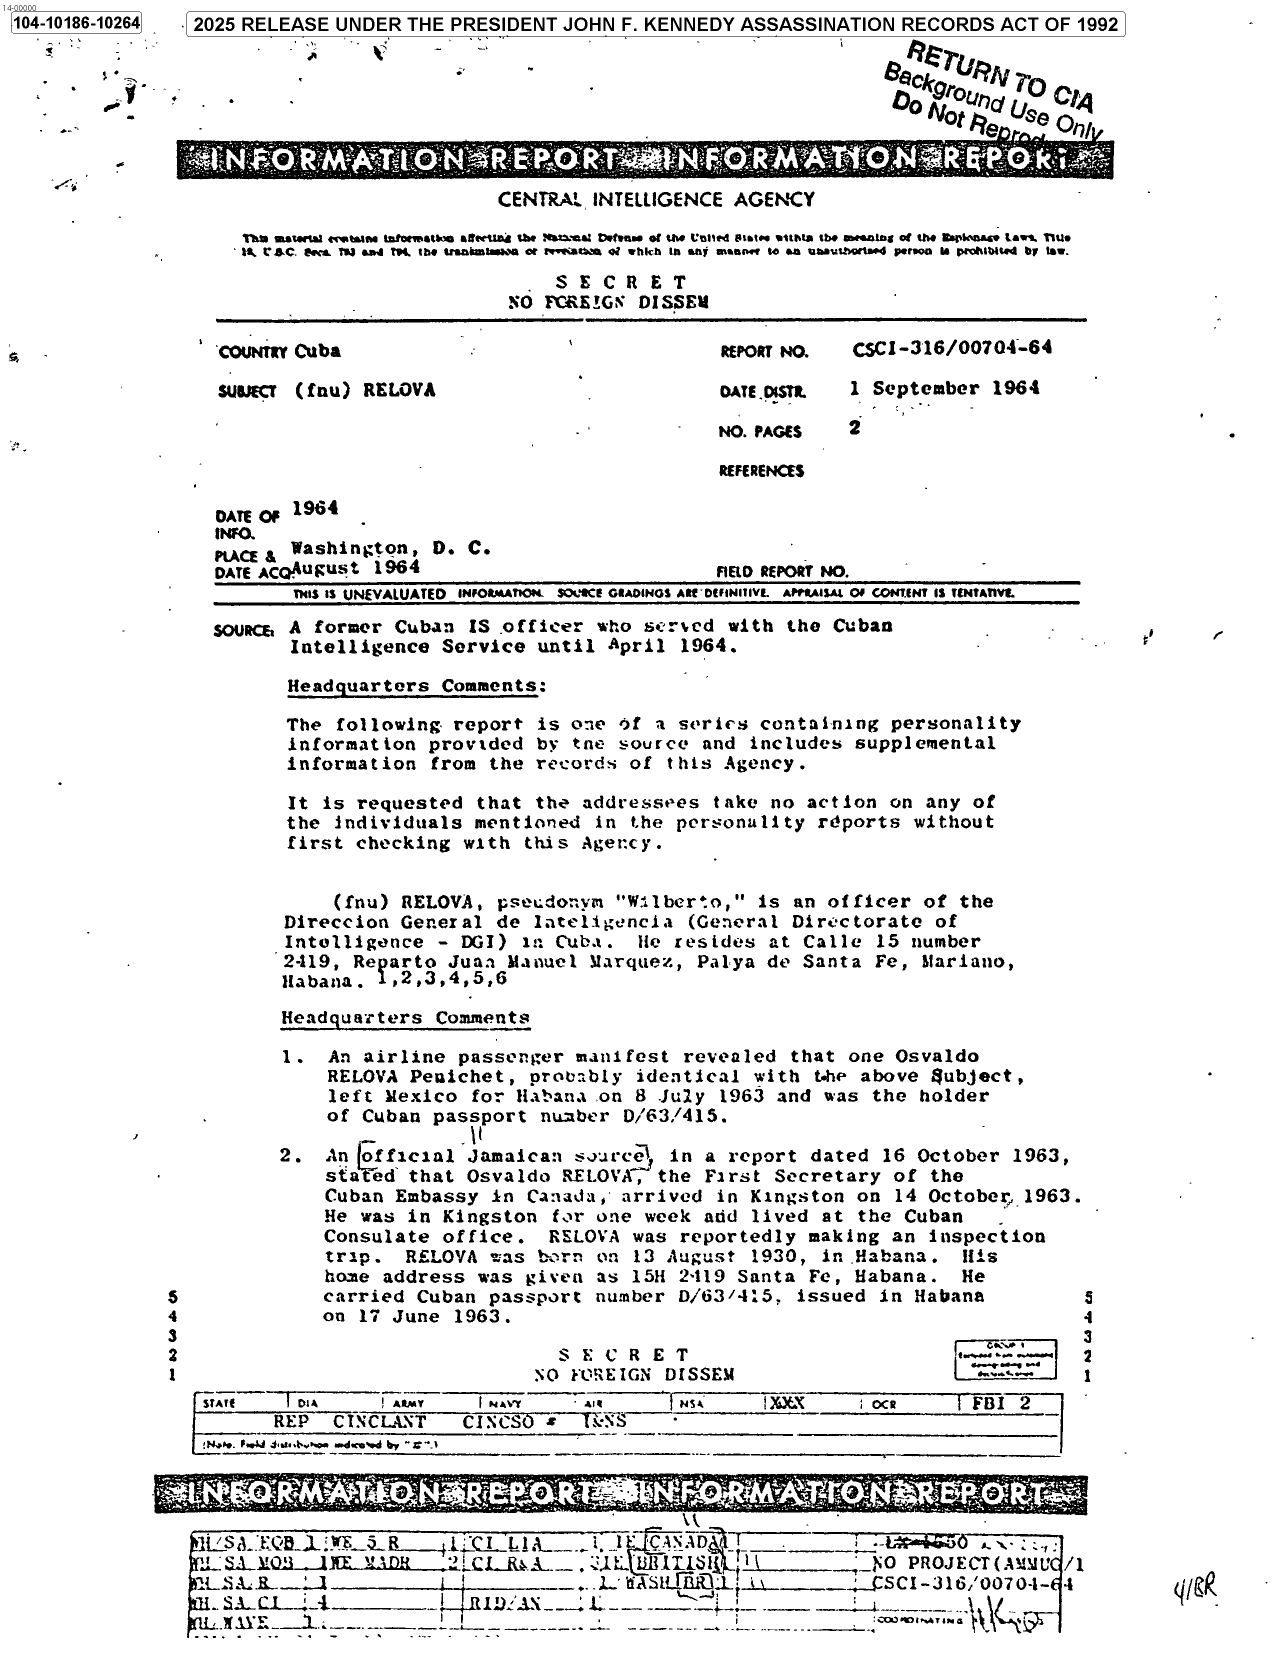 14-00000
104-10186-10264
2025 RELEASE UNDER THE PRESIDENT JOHN F. KENNEDY ASSASSINATION RECORDS ACT OF 1992
RETURN TO CIA
Background Use Only
Do Not Reprod
INFORMATION REPORT INFORMATION REPORT
CENTRAL INTELLIGENCE AGENCY
This material contains information affecting the National Defense of the United States within the meaning of the Espionage Laws, Title
18, U.S.C. Secs. 793 and 794, the transmission or revelation of which in any manner to an unauthorized person is prohibited by law.
S E C R E T
NO FOREIGN DISSEM
COUNTRY Cuba REPORT NO. CSCI-316/00704-64
SUBJECT (fnu) RELOVA DATE DISTR. 1 September 1964
NO. PAGES 2
REFERENCES
DATE OF 1964
INFO.
PLACE & Washington, D. C.
DATE ACQ. August 1964 FIELD REPORT NO.
THIS IS UNEVALUATED INFORMATION. SOURCE GRADINGS ARE DEFINITIVE. APPRAISAL OF CONTENT IS TENTATIVE.
SOURCE: A former Cuban IS officer who served with the Cuban
Intelligence Service until April 1964.
Headquarters Comments:
The following report is one of a series containing personality
information provided by the source and includes supplemental
information from the records of this Agency.
It is requested that the addressees take no action on any of
the individuals mentioned in the personality reports without
first checking with this Agency.
(fnu) RELOVA, pseudonym "Wilberto," is an officer of the
Direccion General de Inteligencia (General Directorate of
Intelligence - DGI) in Cuba. He resides at Calle 15 number
2419, Reparto Juan Manuel Marquez, Palya de Santa Fe, Mariano,
Habana. 1,2,3,4,5,6
Headquarters Comments
1. An airline passenger manifest revealed that one Osvaldo
RELOVA Penichet, probably identical with the above Subject,
left Mexico for Habana on 8 July 1963 and was the holder
of Cuban passport number D/63/415.
2. An official Jamaican source, in a report dated 16 October 1963,
stated that Osvaldo RELOVA, the First Secretary of the
Cuban Embassy in Canada, arrived in Kingston on 14 October, 1963.
He was in Kingston for one week and lived at the Cuban
Consulate office. RELOVA was reportedly making an inspection
trip. RELOVA was born on 13 August 1930, in Habana. His
home address was given as 15H 2419 Santa Fe, Habana. He
5 carried Cuban passport number D/63/415, issued in Habana 5
4 on 17 June 1963. 4
3 3
2 S E C R E T 2
1 NO FOREIGN DISSEM 1
GROUP 1
Excluded from automatic
downgrading and
declassification
STATE DIA ARMY NAVY AIR NSA XXX OCR FBI 2
REP CINCLANT CINCSO # I&NS
(Note: Field distribution indicated by "#".)
INFORMATION REPORT INFORMATION REPORT
WH/SA EOB 1 WE 5 R 1 CI LIA 1 IE CANADA
WH SA MOB 1 WE MADR 2 CI R&A IE BRITISH NO PROJECT(AMMUG/1
WH SA R 1 1 WASH BR 1 CSCI-316/00704-64
WH SA CI 4 RID/AN 1
WH WAVE 1 COORDINATING
4/BR